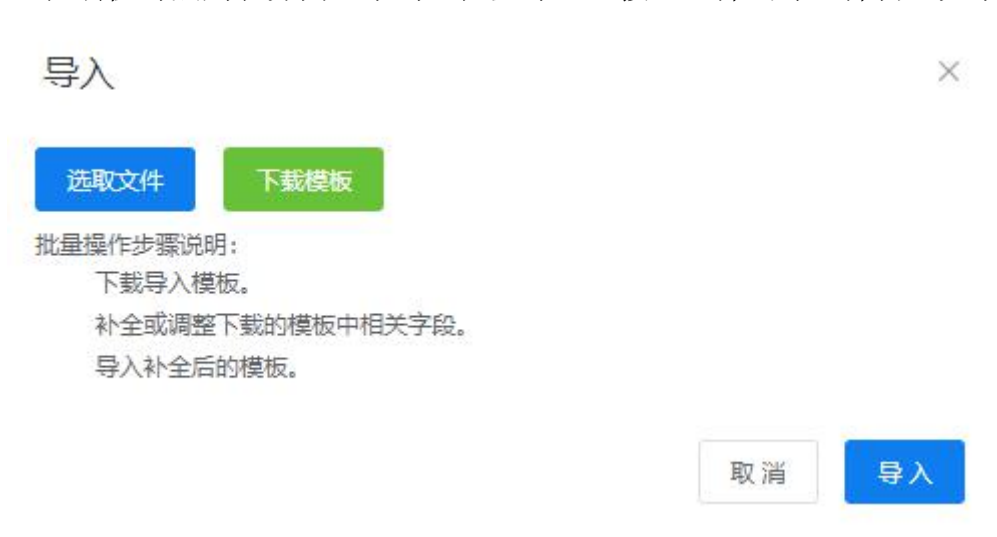 导入
选取文件 下载模板
批量操作步骤说明：
下载导入模板。
补全或调整下载的模板中相关字段。
导入补全后的模板。
取消 导入